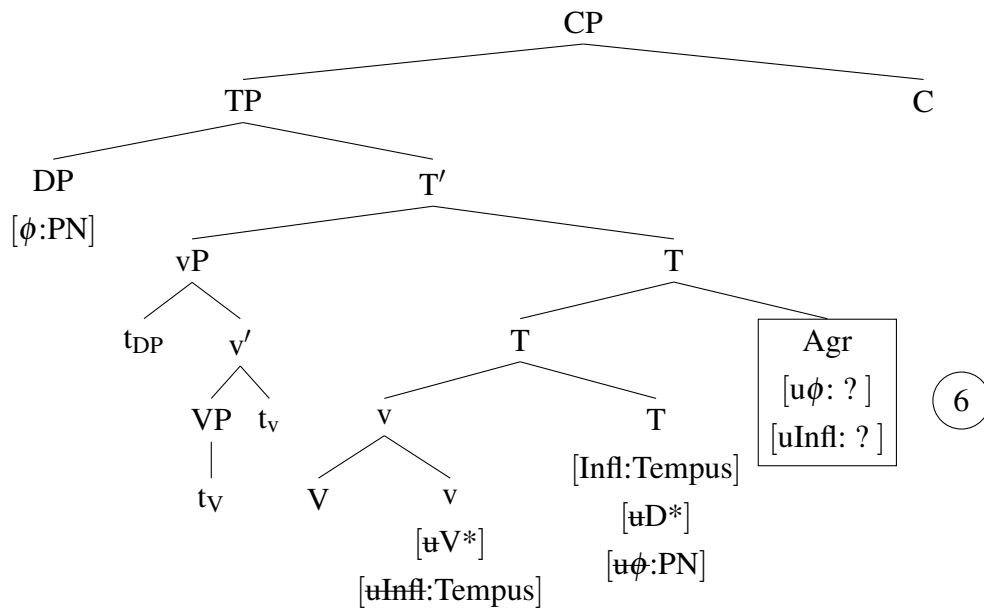 CP
TP C
DP T′
[ϕ:PN]
vP T
t_DP v′ T Agr
[uϕ: ? ]
VP t_v v T [uInfl: ? ] 6
[Infl:Tempus]
t_V V v [uD*]
[uV*] [uϕ:PN]
[uInfl:Tempus]